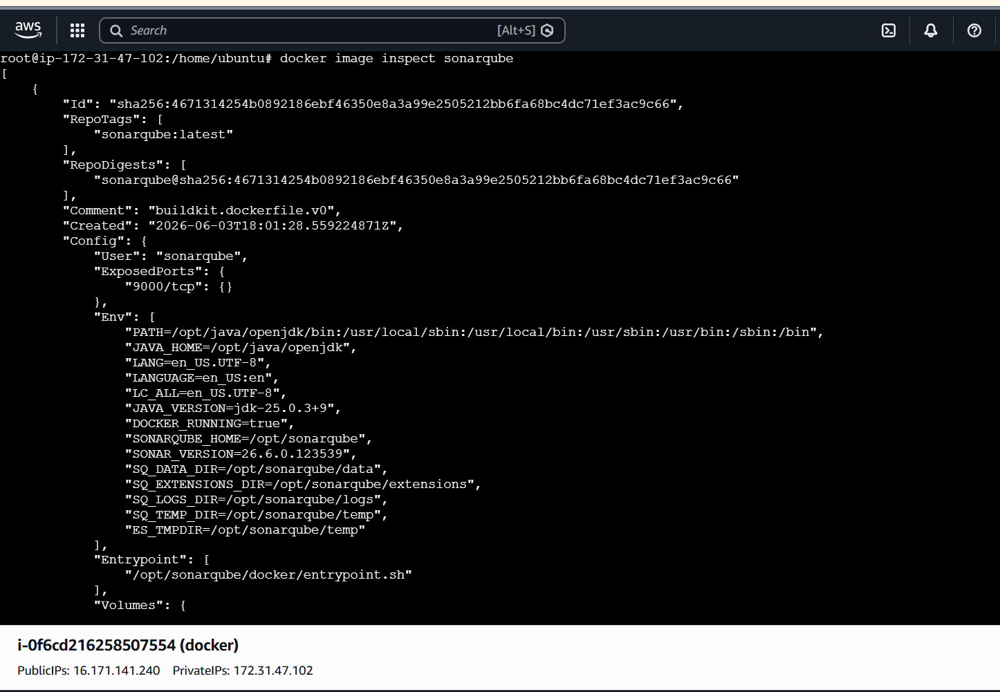 aws
Search [Alt+S]
root@ip-172-31-47-102:/home/ubuntu# docker image inspect sonarqube
[
    {
        "Id": "sha256:4671314254b0892186ebf46350e8a3a99e2505212bb6fa68bc4dc71ef3ac9c66",
        "RepoTags": [
            "sonarqube:latest"
        ],
        "RepoDigests": [
            "sonarqube@sha256:4671314254b0892186ebf46350e8a3a99e2505212bb6fa68bc4dc71ef3ac9c66"
        ],
        "Comment": "buildkit.dockerfile.v0",
        "Created": "2026-06-03T18:01:28.559224871Z",
        "Config": {
            "User": "sonarqube",
            "ExposedPorts": {
                "9000/tcp": {}
            },
            "Env": [
                "PATH=/opt/java/openjdk/bin:/usr/local/sbin:/usr/local/bin:/usr/sbin:/usr/bin:/sbin:/bin",
                "JAVA_HOME=/opt/java/openjdk",
                "LANG=en_US.UTF-8",
                "LANGUAGE=en_US:en",
                "LC_ALL=en_US.UTF-8",
                "JAVA_VERSION=jdk-25.0.3+9",
                "DOCKER_RUNNING=true",
                "SONARQUBE_HOME=/opt/sonarqube",
                "SONAR_VERSION=26.6.0.123539",
                "SQ_DATA_DIR=/opt/sonarqube/data",
                "SQ_EXTENSIONS_DIR=/opt/sonarqube/extensions",
                "SQ_LOGS_DIR=/opt/sonarqube/logs",
                "SQ_TEMP_DIR=/opt/sonarqube/temp",
                "ES_TMPDIR=/opt/sonarqube/temp"
            ],
            "Entrypoint": [
                "/opt/sonarqube/docker/entrypoint.sh"
            ],
            "Volumes": {
i-0f6cd216258507554 (docker)
PublicIPs: 16.171.141.240 PrivateIPs: 172.31.47.102